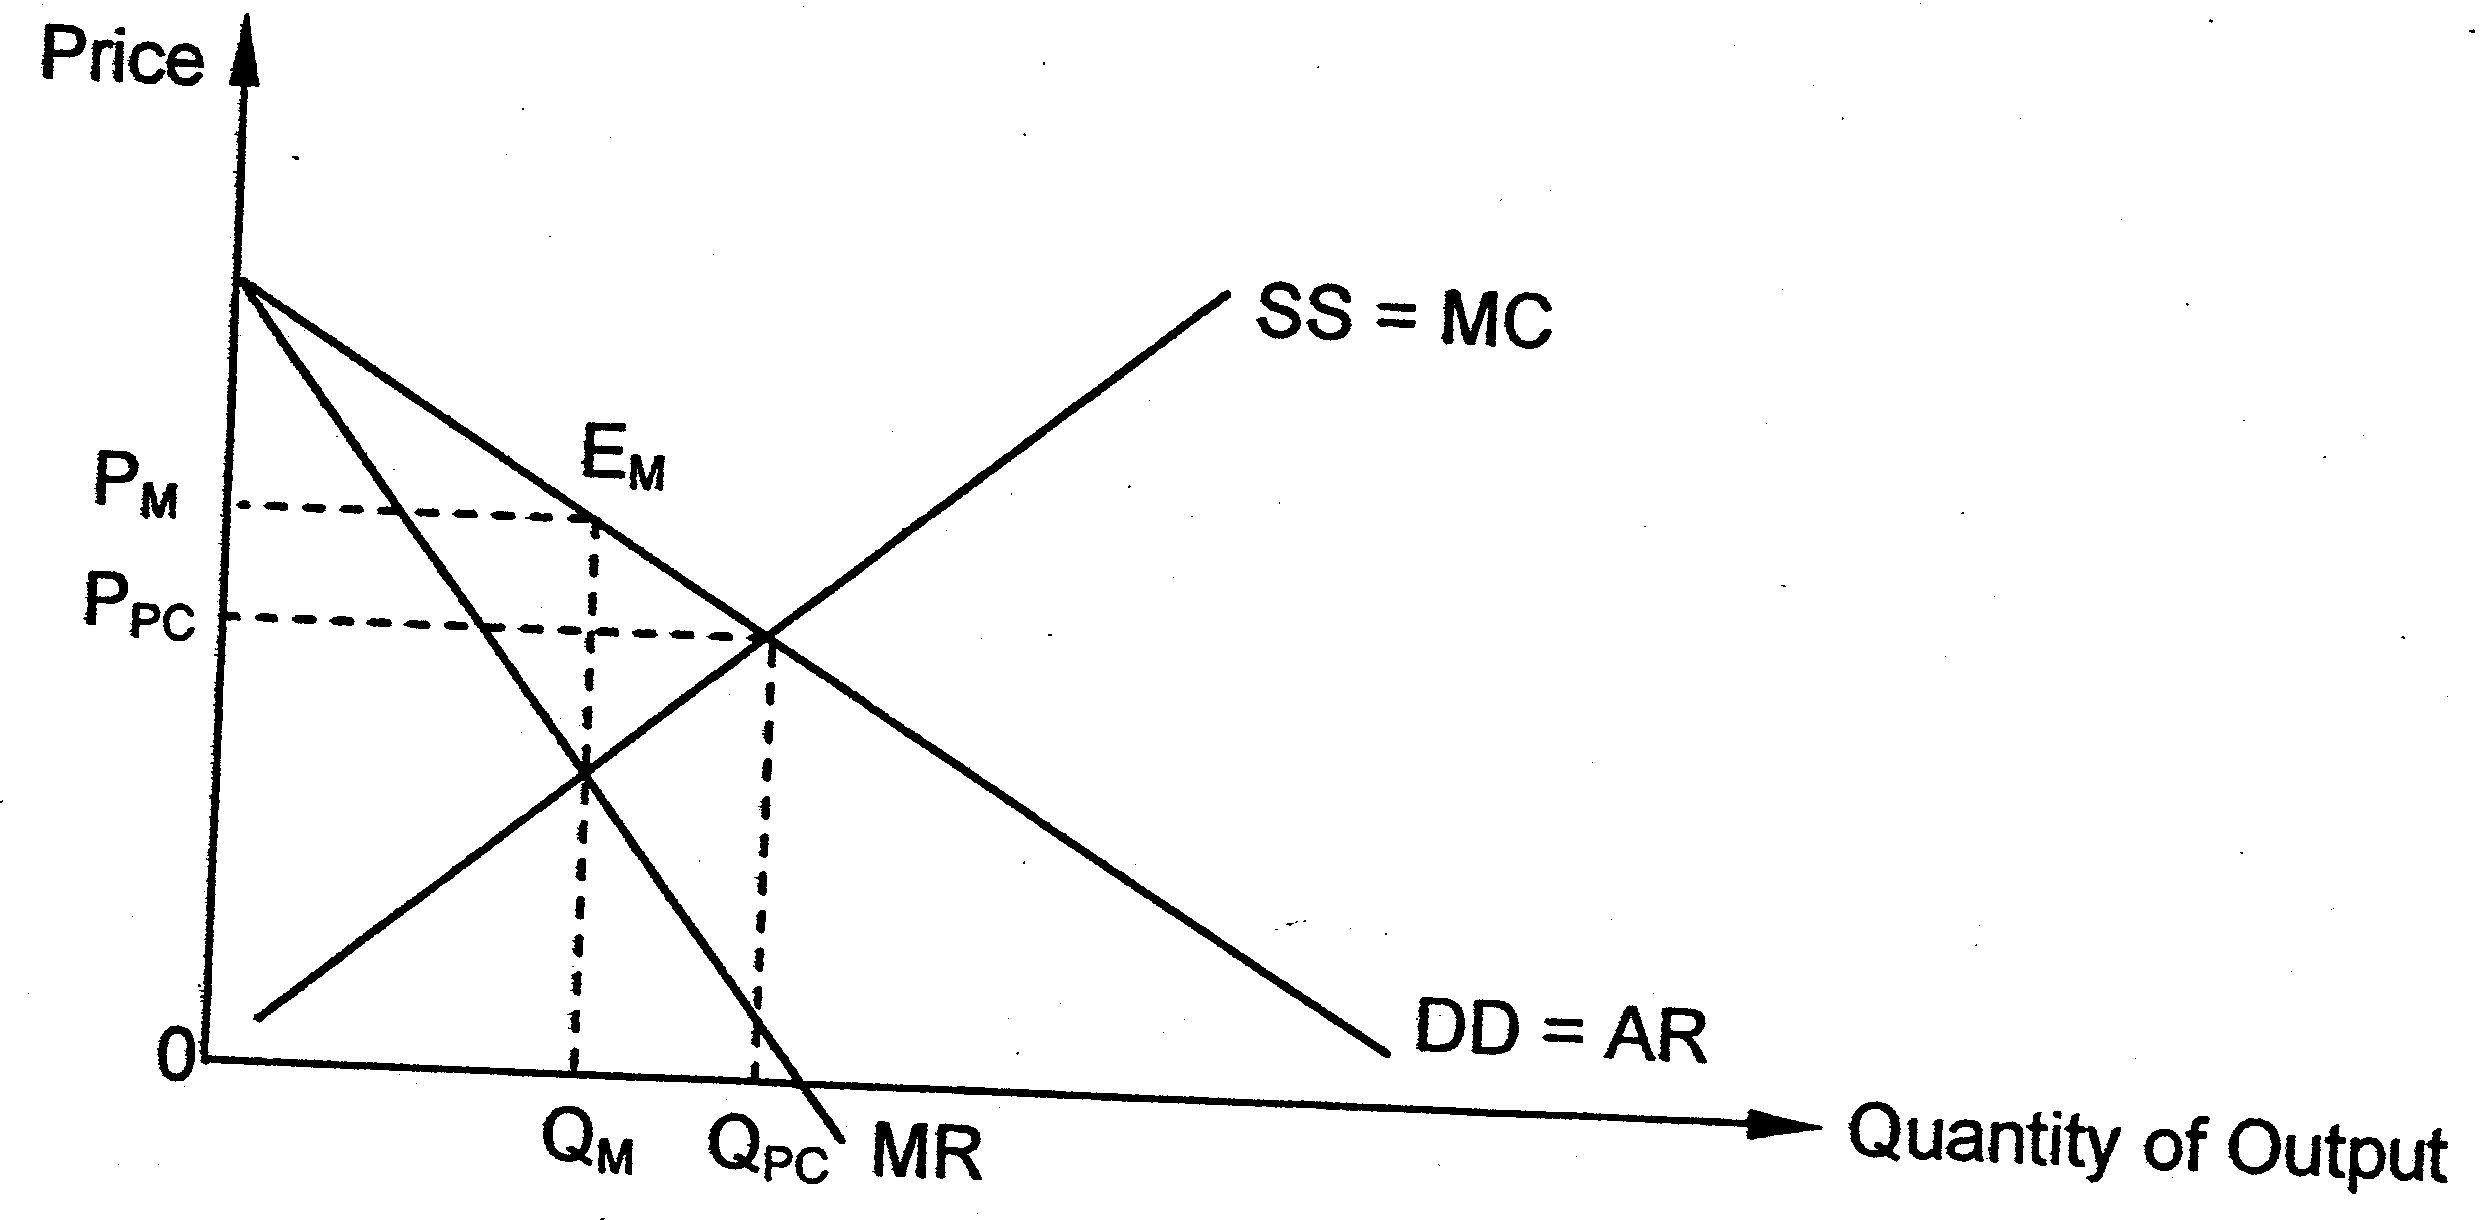 Price
SS = MC
E_M
P_M
P_PC
DD = AR
0
Q_M
Q_PC
MR
Quantity of Output